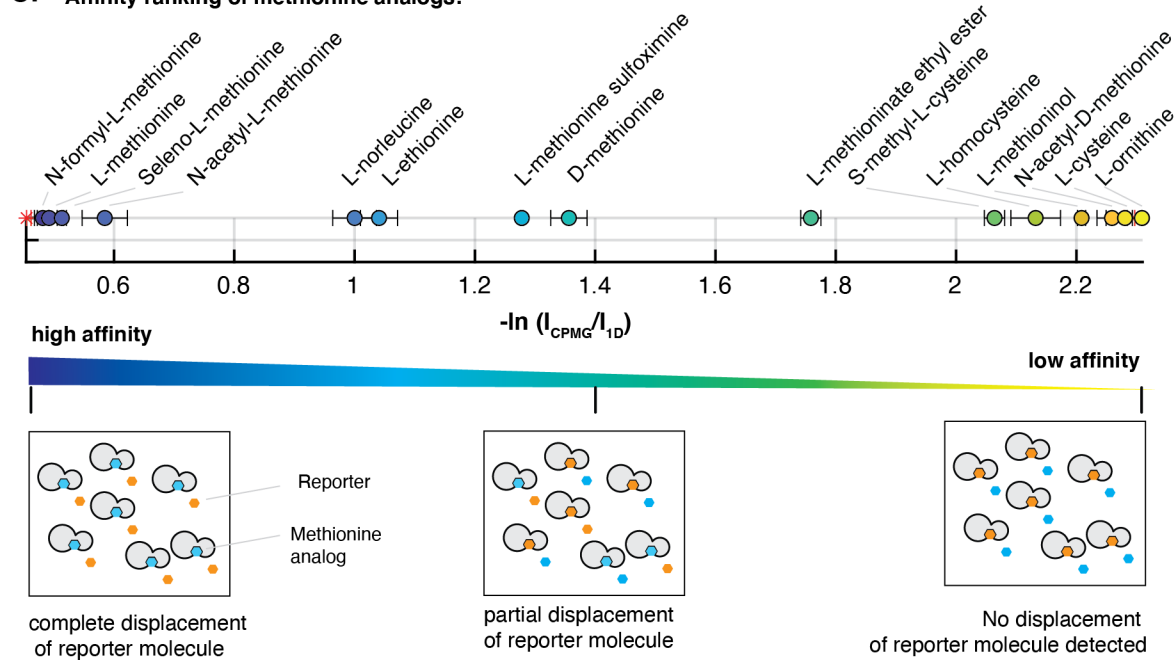 Affinity ranking of methionine analogs:
N-formyl-L-methionine
L-methionine
Seleno-L-methionine
N-acetyl-L-methionine
L-norleucine
L-ethionine
L-methionine sulfoximine
D-methionine
L-methioninate ethyl ester
S-methyl-L-cysteine
L-homocysteine
L-methioninol
N-acetyl-D-methionine
L-cysteine
L-ornithine
0.6 0.8 1 1.2 1.4 1.6 1.8 2 2.2
-ln (ICPMG/I1D)
high affinity
low affinity
Reporter
Methionine
analog
complete displacement
of reporter molecule
partial displacement
of reporter molecule
No displacement
of reporter molecule detected